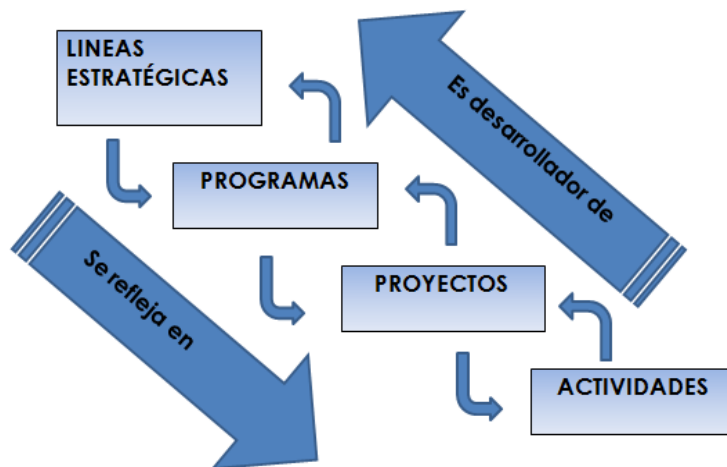 LINEAS
ESTRATÉGICAS
Es desarrollador de
PROGRAMAS
Se refleja en
PROYECTOS
ACTIVIDADES